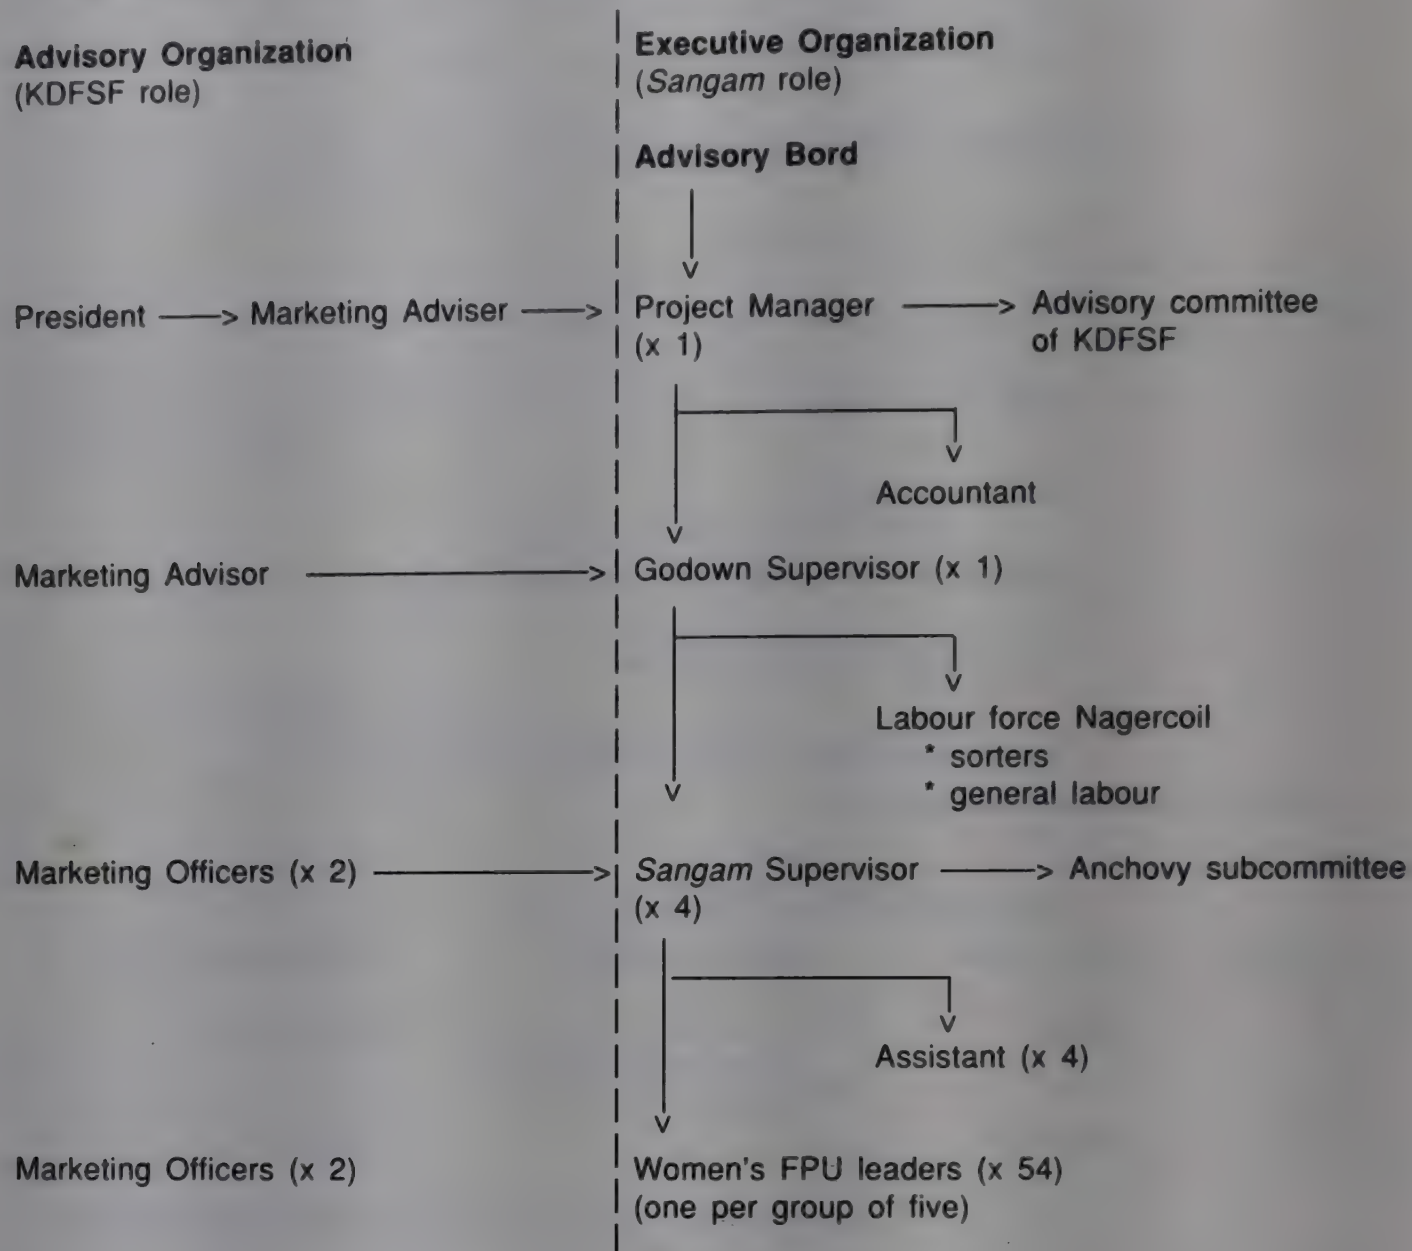 Advisory Organization
(KDFSF role)
Executive Organization
(Sangam role)
Advisory Bord
President
Marketing Adviser
Project Manager
(x 1)
Advisory committee
of KDFSF
Accountant
Marketing Advisor
Godown Supervisor (x 1)
Labour force Nagercoil
* sorters
* general labour
Marketing Officers (x 2)
Sangam Supervisor
(x 4)
Anchovy subcommittee
Assistant (x 4)
Marketing Officers (x 2)
Women's FPU leaders (x 54)
(one per group of five)